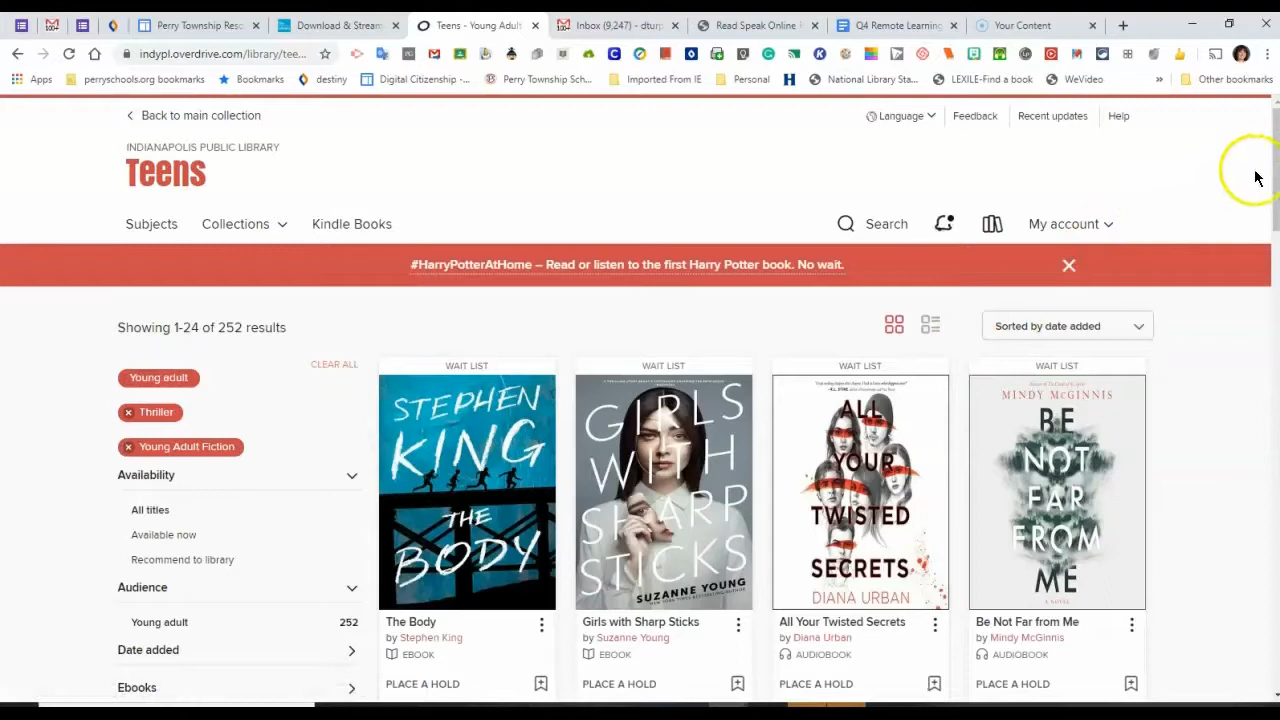 Perry Township Reso
Download & Stream
Teens - Young Adul
Inbox (9,247) - dturp
Read Speak Online
Q4 Remote Learning
Your Content
indypl.overdrive.com/library/tee...
Apps
perryschools.org bookmarks
Bookmarks
destiny
Digital Citizenship -...
Perry Township Sch...
Imported From IE
Personal
H
National Library Sta...
LEXILE-Find a book
WeVideo
»
Other bookmarks
Back to main collection
Language
Feedback
Recent updates
Help
INDIANAPOLIS PUBLIC LIBRARY
Teens
Subjects
Collections
Kindle Books
Search
My account
#HarryPotterAtHome – Read or listen to the first Harry Potter book. No wait.
Showing 1-24 of 252 results
Sorted by date added
CLEAR ALL
Young adult
Thriller
Young Adult Fiction
Availability
All titles
Available now
Recommend to library
Audience
Young adult 252
Date added
Ebooks
WAIT LIST
STEPHEN
KING
THE
BODY
The Body
by Stephen King
EBOOK
PLACE A HOLD
WAIT LIST
GIRLS
WITH
SHARP
STICKS
SUZANNE YOUNG
Girls with Sharp Sticks
by Suzanne Young
EBOOK
PLACE A HOLD
WAIT LIST
ALL
YOUR
TWISTED
SECRETS
DIANA URBAN
All Your Twisted Secrets
by Diana Urban
AUDIOBOOK
PLACE A HOLD
WAIT LIST
MINDY McGINNIS
BE
NOT
FAR
FROM
ME
A NOVEL
Be Not Far from Me
by Mindy McGinnis
AUDIOBOOK
PLACE A HOLD